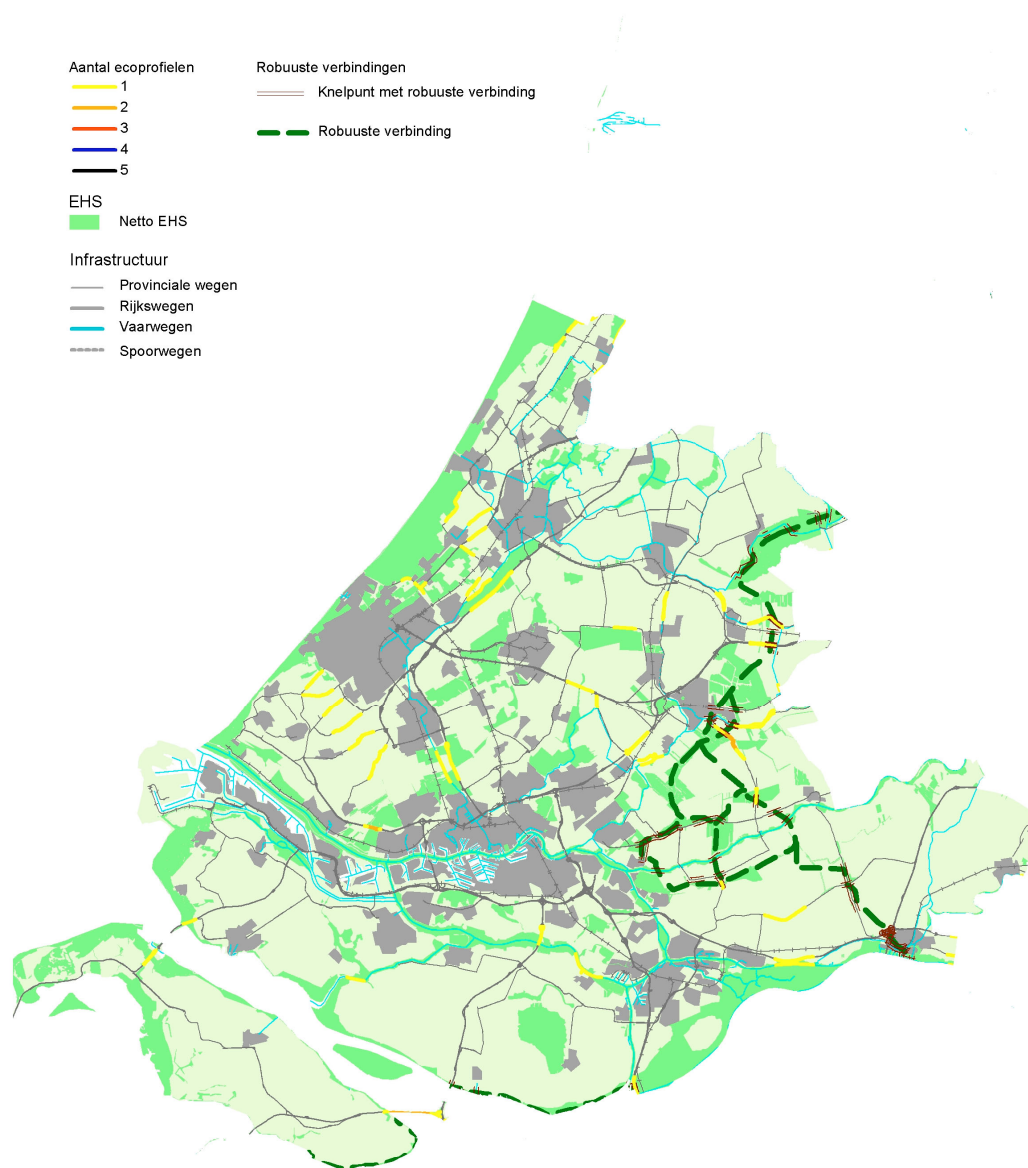 Aantal ecoprofielen
1
2
3
4
5
EHS
Netto EHS
Infrastructuur
Provinciale wegen
Rijkswegen
Vaarwegen
Spoorwegen
Robuuste verbindingen
Knelpunt met robuuste verbinding
Robuuste verbinding